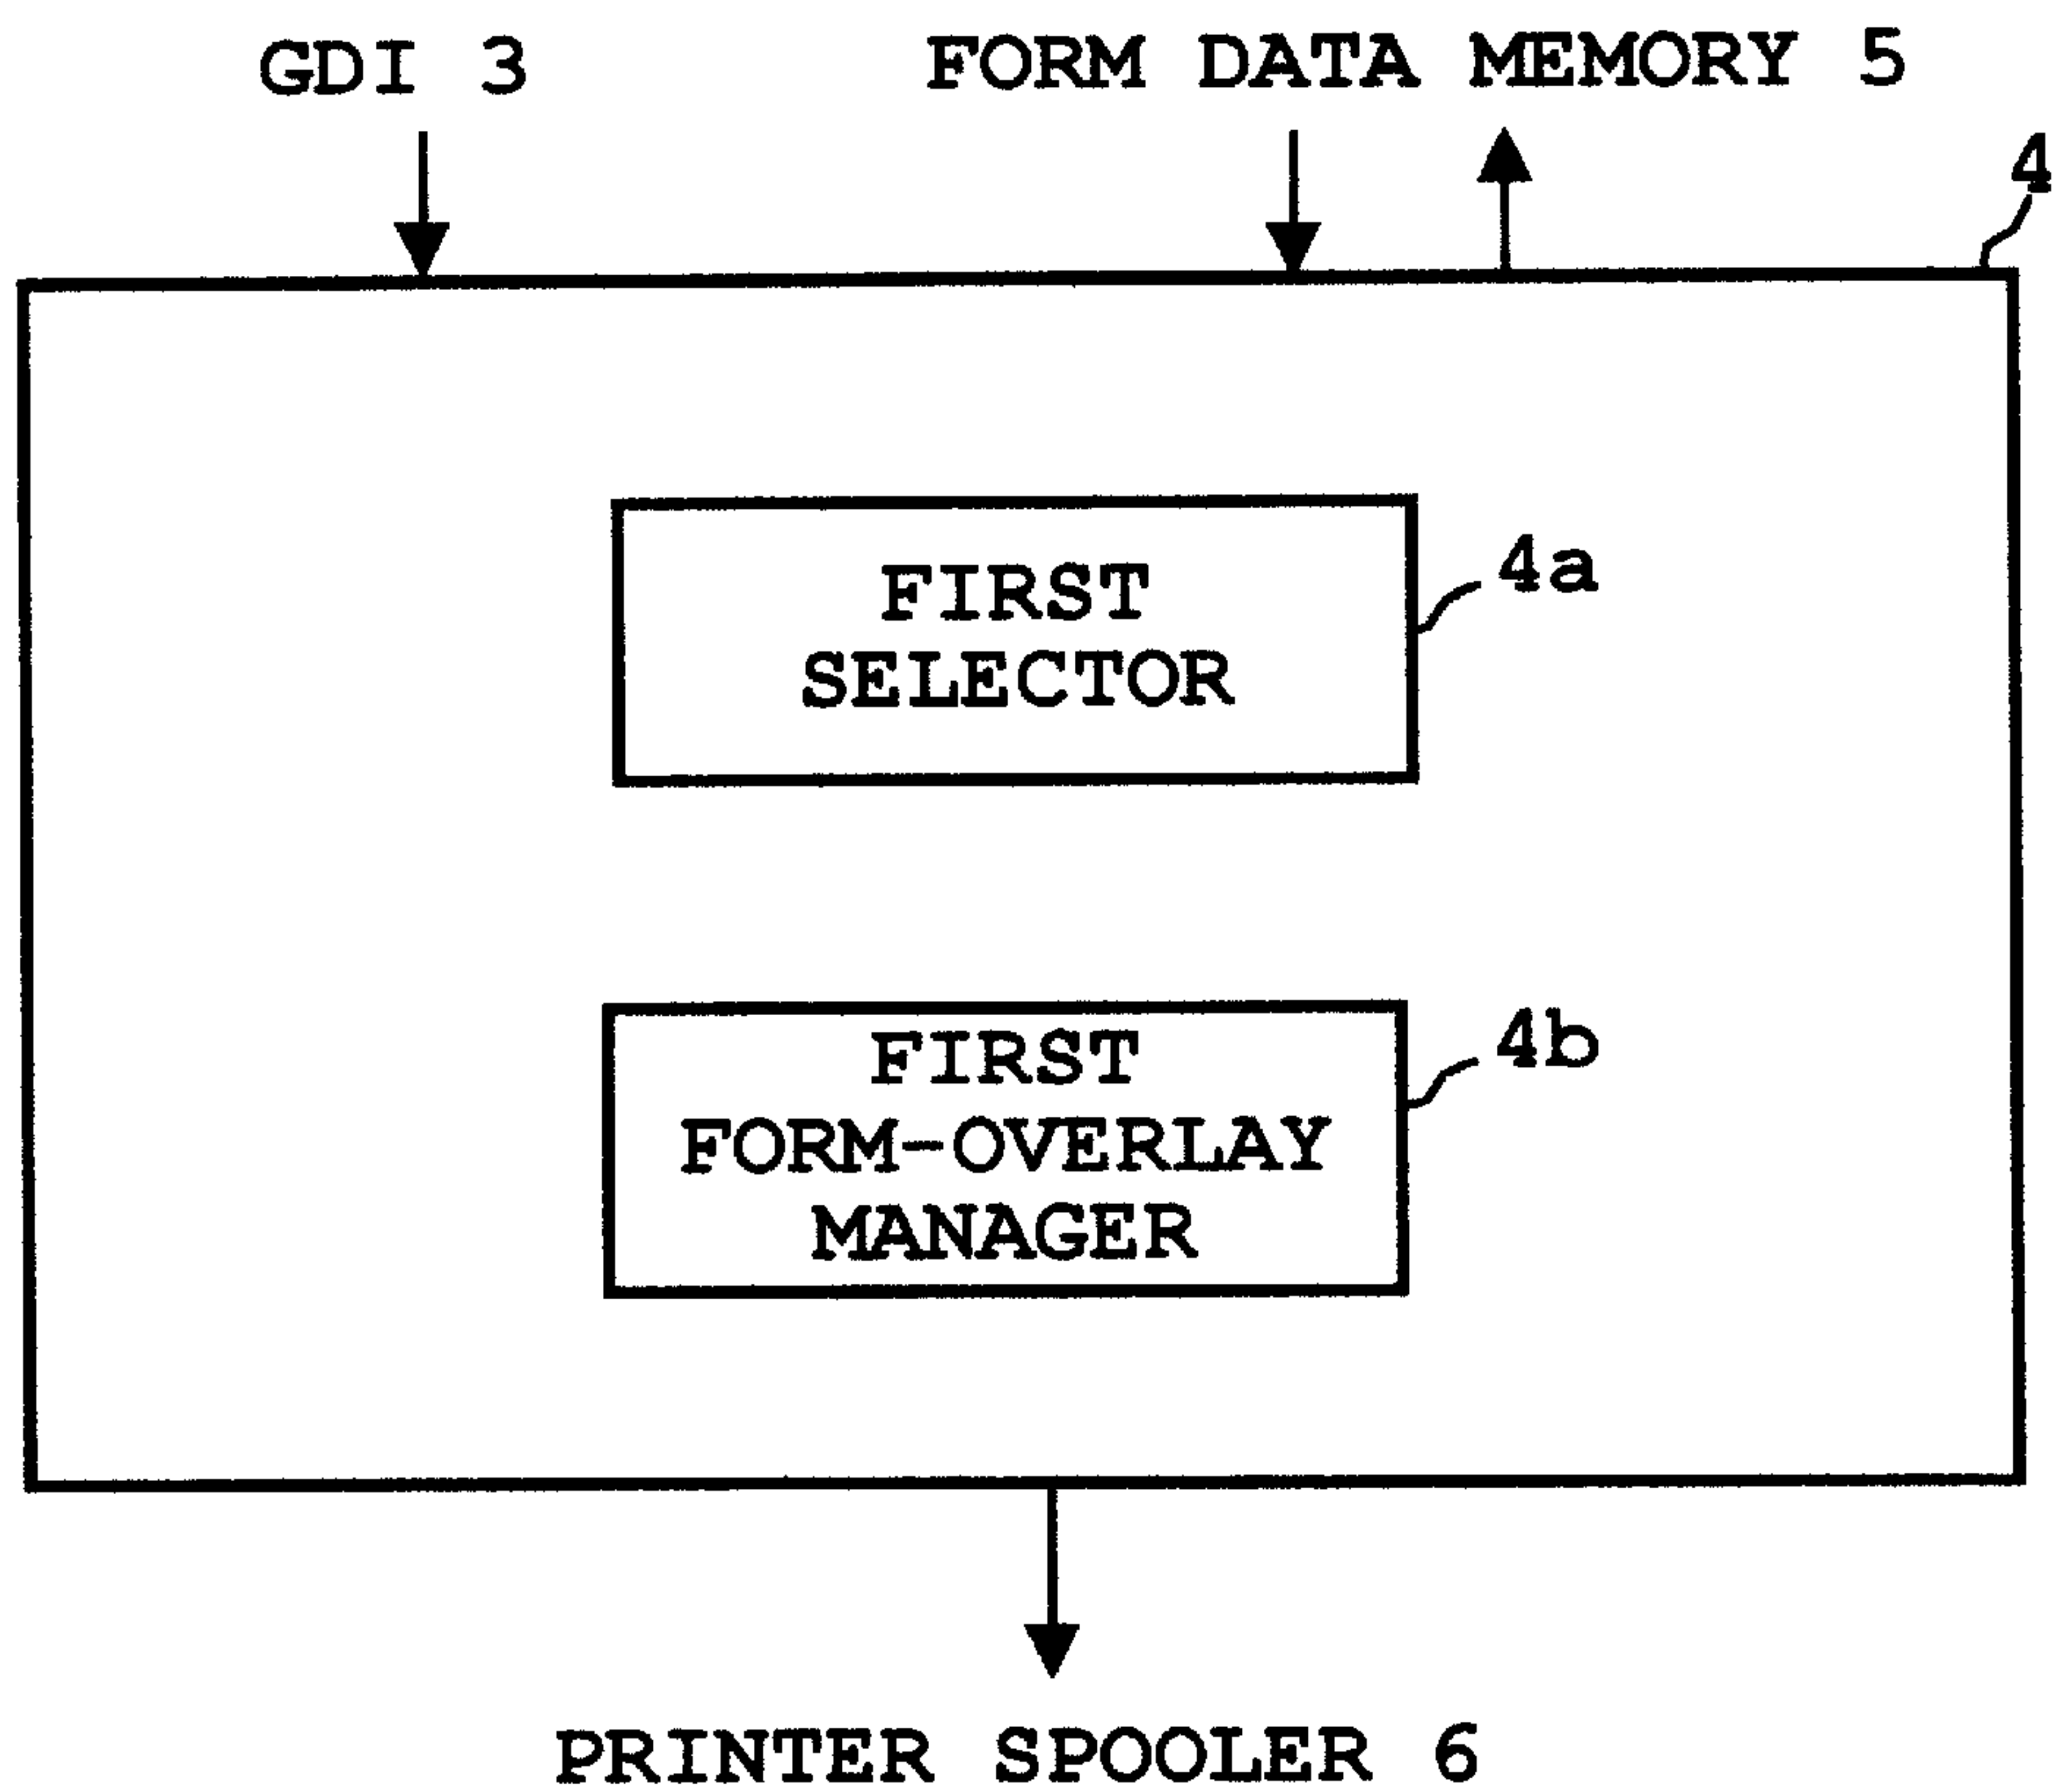 GDI 3
FORM DATA MEMORY 5
4
FIRST
SELECTOR
4a
FIRST
FORM-OVERLAY
MANAGER
4b
PRINTER SPOOLER 6